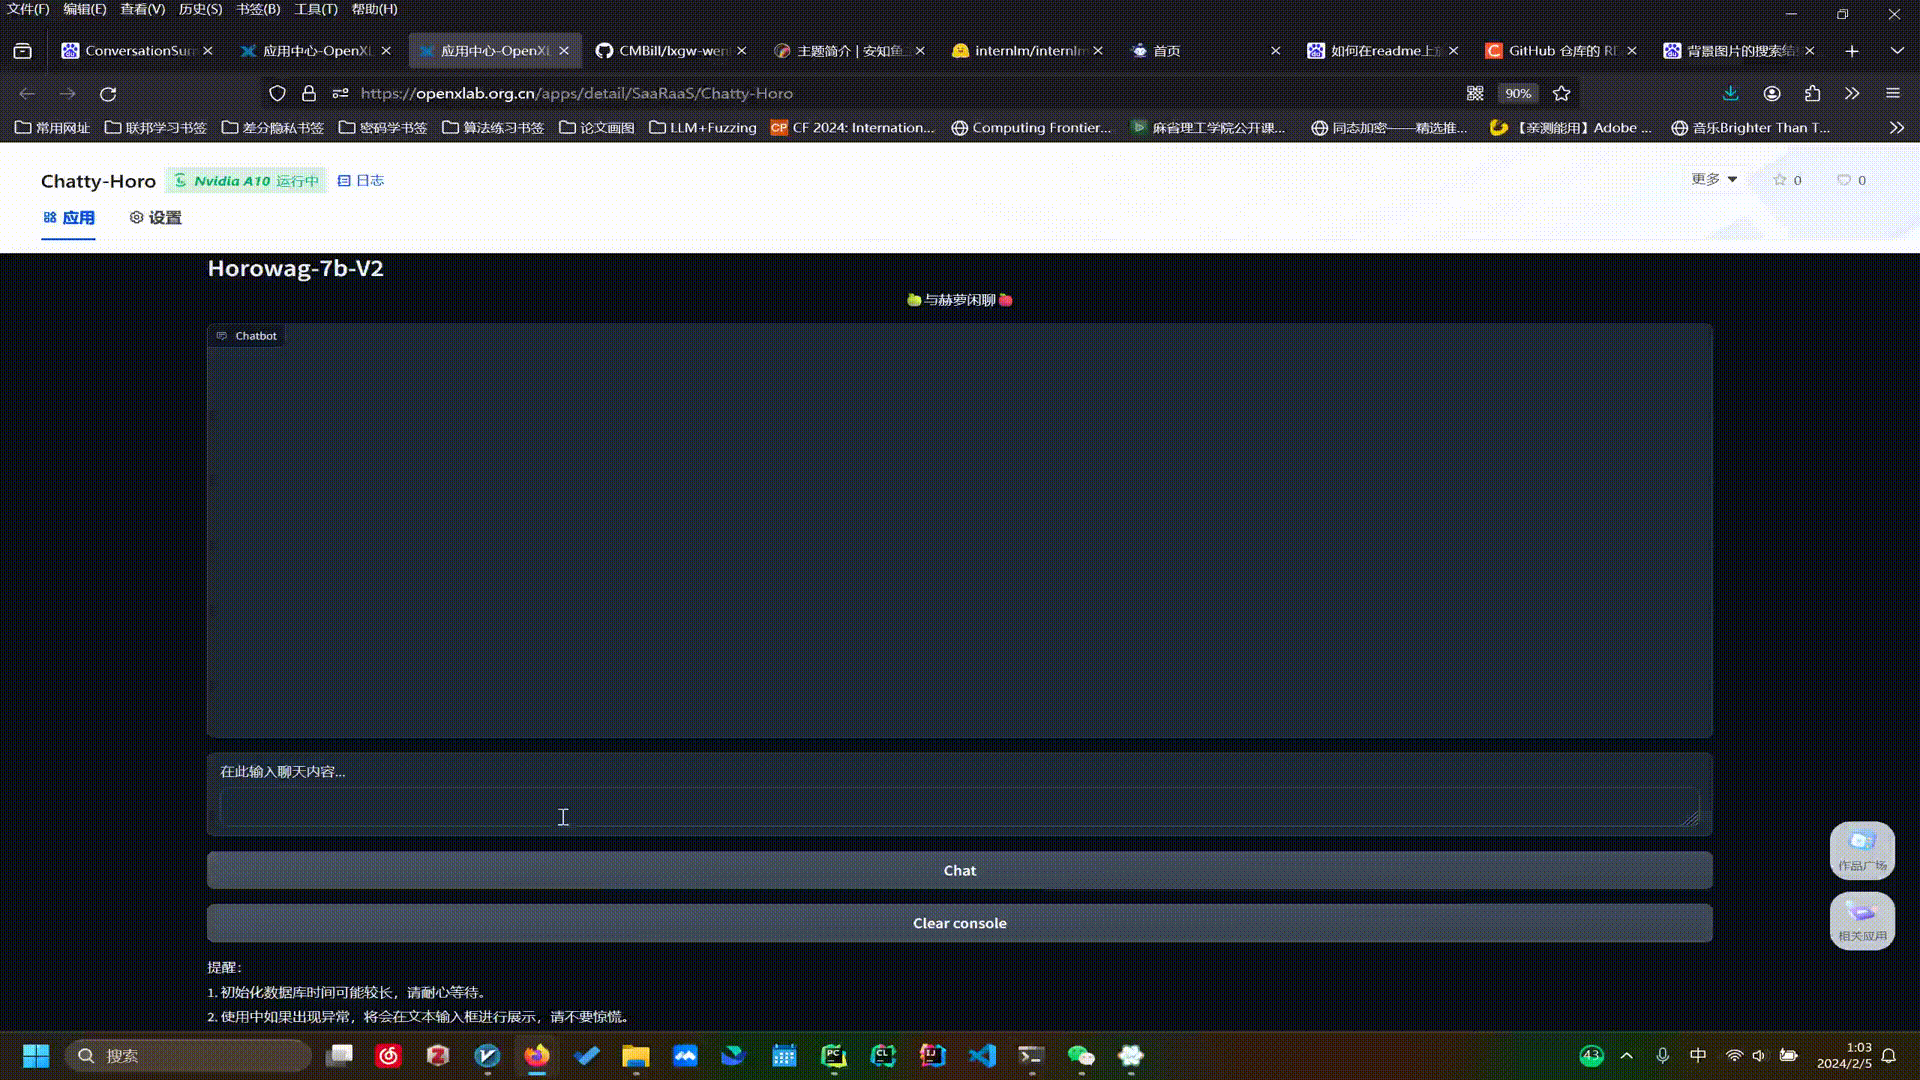 文件(F) 编辑(E) 查看(V) 历史(S) 书签(B) 工具(T) 帮助(H)
ConversationSum 应用中心-OpenXL 应用中心-OpenXL CMBill/lxgw-wen 主题简介 | 安知鱼 internlm/internlm 首页 如何在readme上 GitHub 仓库的 RE 背景图片的搜索结
https://openxlab.org.cn/apps/detail/SaaRaaS/Chatty-Horo 90%
常用网址 联邦学习书签 差分隐私书签 密码学书签 算法练习书签 论文画图 LLM+Fuzzing CF 2024: Internation... Computing Frontier... 麻省理工学院公开课... 同态加密——精选推... 【亲测能用】Adobe ... 音乐Brighter Than T...
Chatty-Horo Nvidia A10 运行中 日志 更多 0 0
应用 设置
Horowag-7b-V2
与赫萝闲聊
Chatbot
在此输入聊天内容...
Chat
Clear console
作品广场
相关应用
提醒：
1. 初始化数据库时间可能较长，请耐心等待。
2. 使用中如果出现异常，将会在文本输入框进行展示，请不要惊慌。
搜索 43 中 1:03
2024/2/5